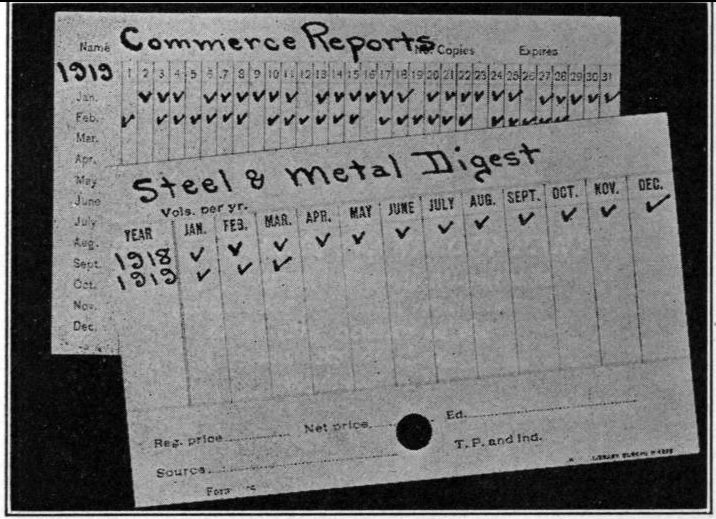 Name Commerce Reports No. Copies Expires
1919 1 2 3 4 5 6 7 8 9 10 11 12 13 14 15 16 17 18 19 20 21 22 23 24 25 26 27 28 29 30 31
Jan. ✓ ✓ ✓ ✓ ✓ ✓ ✓ ✓ ✓ ✓ ✓ ✓ ✓ ✓ ✓ ✓ ✓ ✓ ✓ ✓ ✓ ✓ ✓ ✓ ✓
Feb.
Mar.
Apr.
May
June
July
Aug.
Sept.
Oct.
Nov.
Dec.
Steel & Metal Digest
Vols. per yr.
YEAR JAN. FEB. MAR. APR. MAY JUNE JULY AUG. SEPT. OCT. NOV. DEC.
1918 ✓ ✓ ✓ ✓ ✓ ✓ ✓ ✓ ✓ ✓ ✓ ✓
1919 ✓ ✓ ✓
Reg. price Net price Ed.
Source T. P. and Ind.
LIBRARY BUREAU